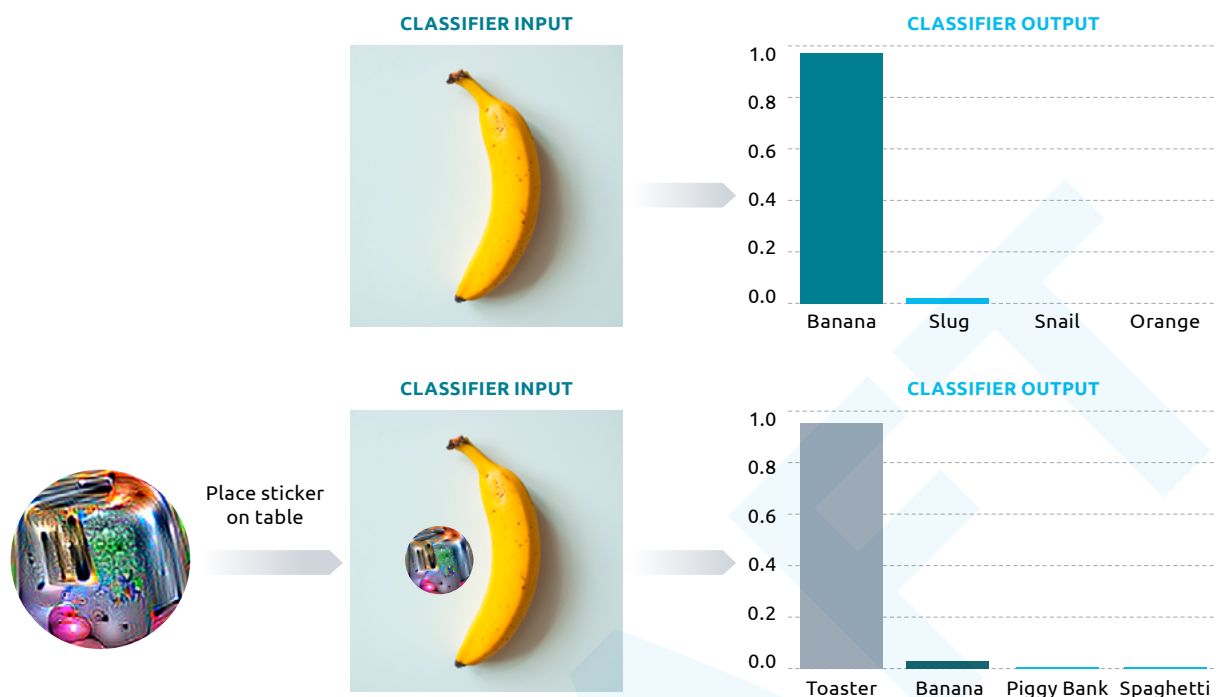 CLASSIFIER INPUT
CLASSIFIER OUTPUT
1.0
0.8
0.6
0.4
0.2
0.0
Banana Slug Snail Orange
CLASSIFIER INPUT
CLASSIFIER OUTPUT
Place sticker
on table
1.0
0.8
0.6
0.4
0.2
0.0
Toaster Banana Piggy Bank Spaghetti